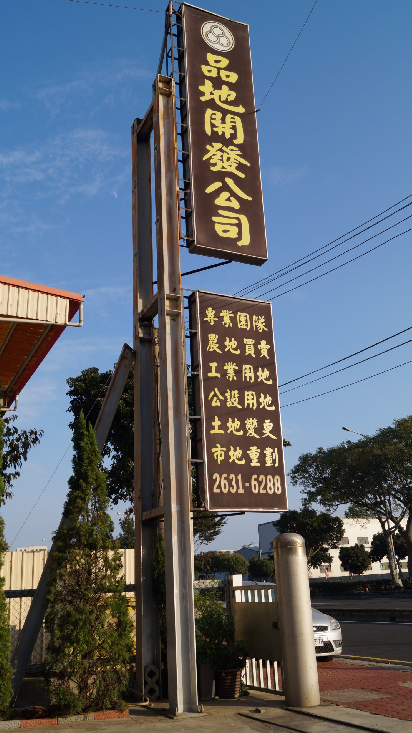 品地開發公司
專業團隊
農地買賣
工業用地
公設用地
土地變更
市地重劃
2631-6288